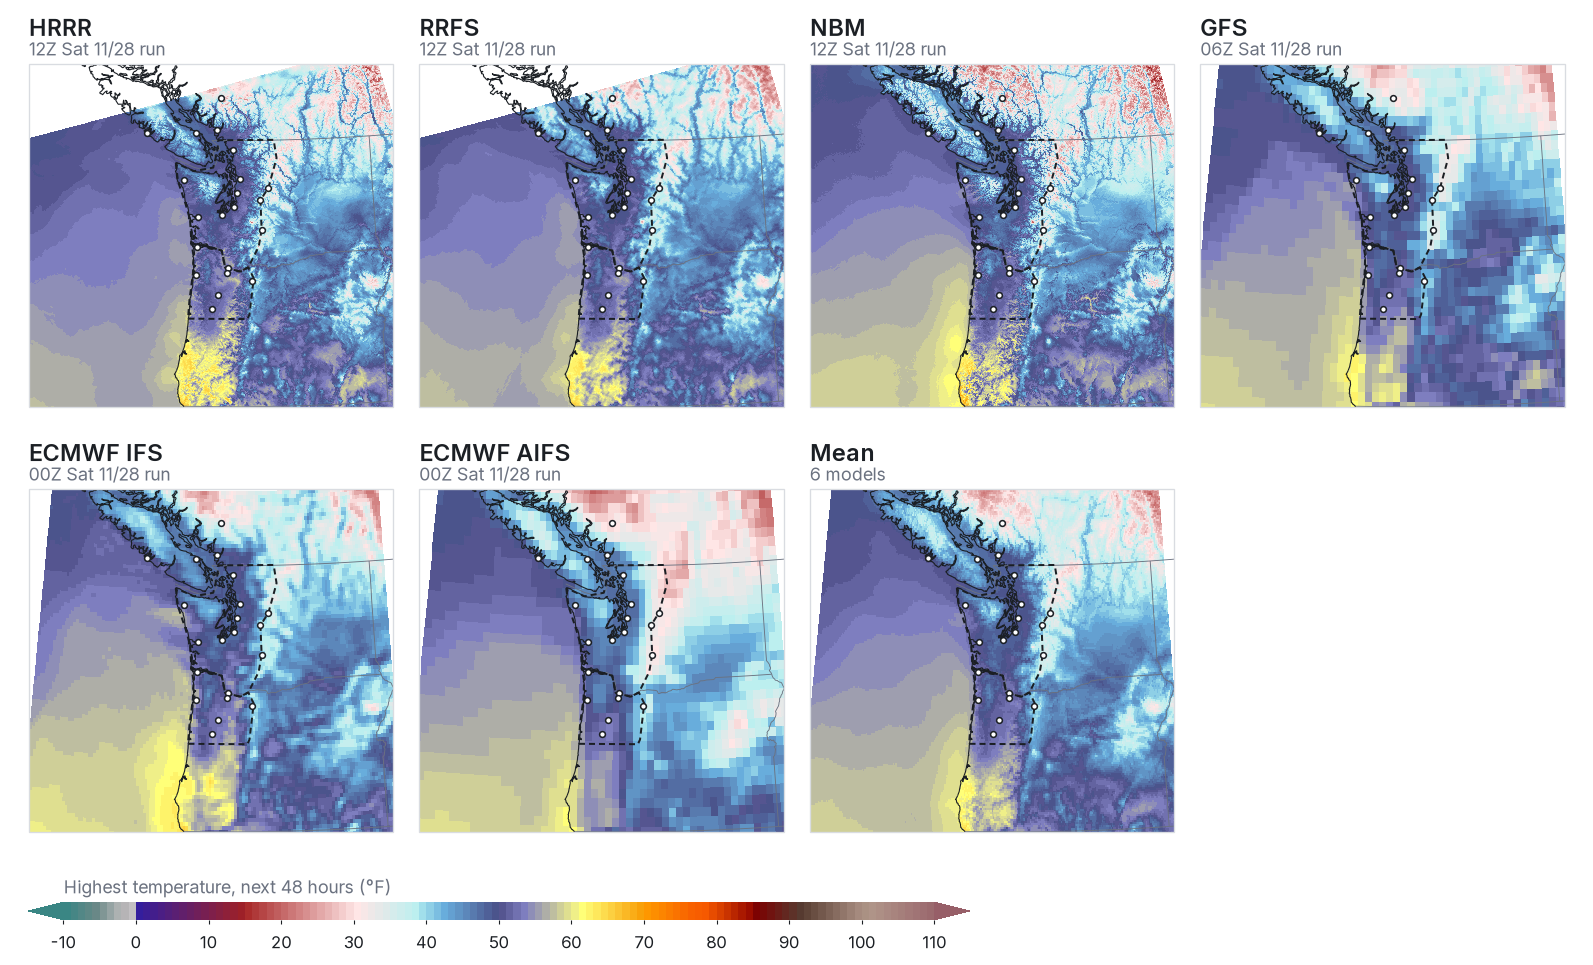 HRRR
12Z Sat 11/28 run
RRFS
12Z Sat 11/28 run
NBM
12Z Sat 11/28 run
GFS
06Z Sat 11/28 run
ECMWF IFS
00Z Sat 11/28 run
ECMWF AIFS
00Z Sat 11/28 run
Mean
6 models
Highest temperature, next 48 hours (°F)
-10 0 10 20 30 40 50 60 70 80 90 100 110